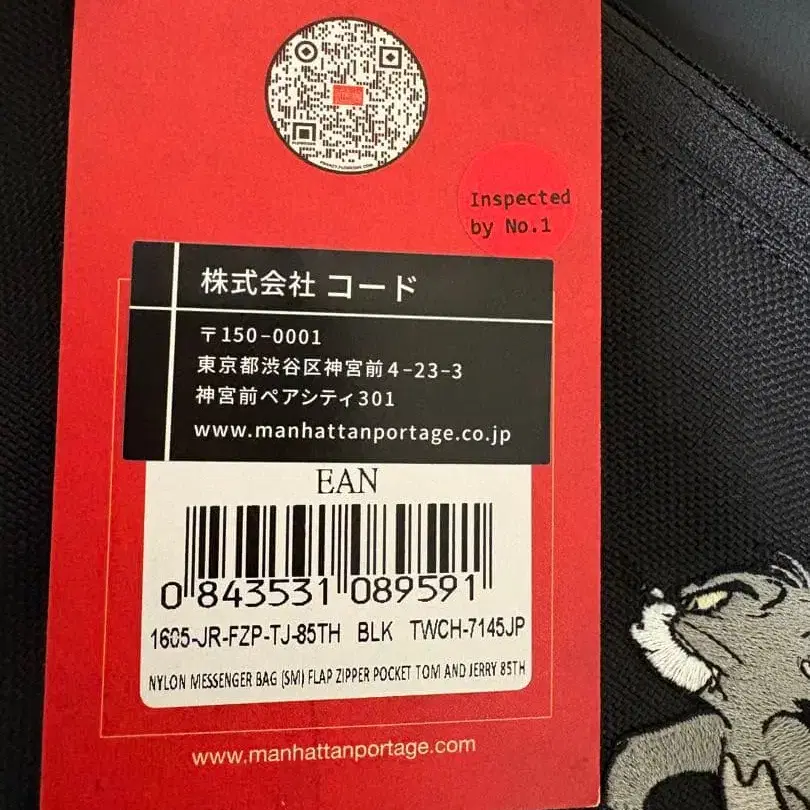 Inspected
by No.1
株式会社 コード
〒150-0001
東京都渋谷区神宮前4-23-3
神宮前ペアシティ301
www.manhattanportage.co.jp
EAN
0 843531 089591
1605-JR-FZP-TJ-85TH BLK TWCH-7145JP
NYLON MESSENGER BAG (SM) FLAP ZIPPER POCKET TOM AND JERRY 85TH
www.manhattanportage.com